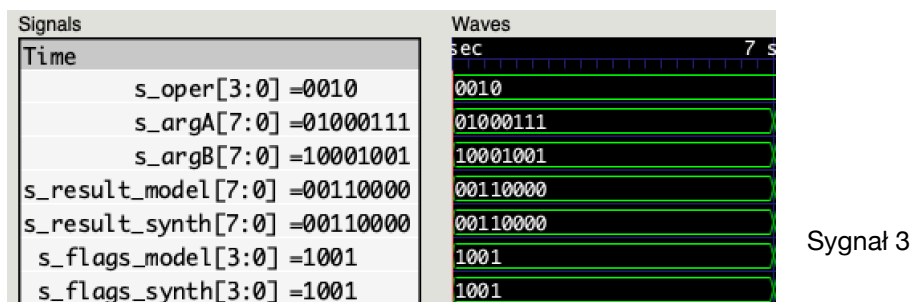 Signals
Waves
Time
sec 7 s
s_oper[3:0] =0010
0010
s_argA[7:0] =01000111
01000111
s_argB[7:0] =10001001
10001001
s_result_model[7:0] =00110000
00110000
s_result_synth[7:0] =00110000
00110000
s_flags_model[3:0] =1001
1001
s_flags_synth[3:0] =1001
1001
Sygnał 3